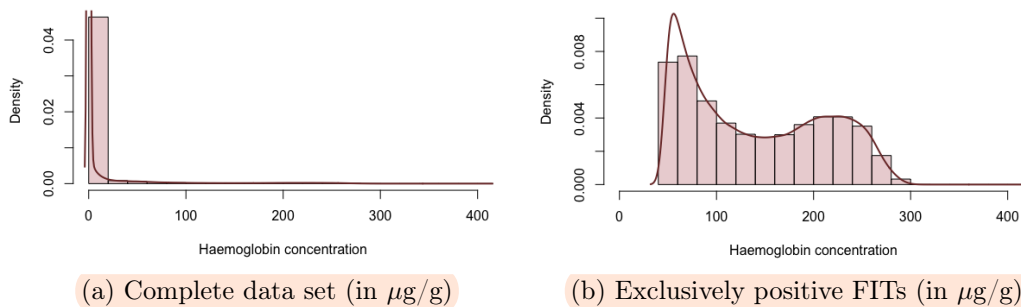 Density
0.04
0.02
0.00
0 100 200 300 400
Haemoglobin concentration
(a) Complete data set (in μg/g)
Density
0.008
0.004
0.000
0 100 200 300 400
Haemoglobin concentration
(b) Exclusively positive FITs (in μg/g)